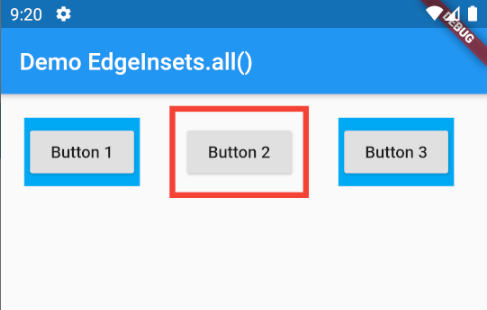 9:20
DEBUG
Demo EdgeInsets.all()
Button 1 Button 2 Button 3